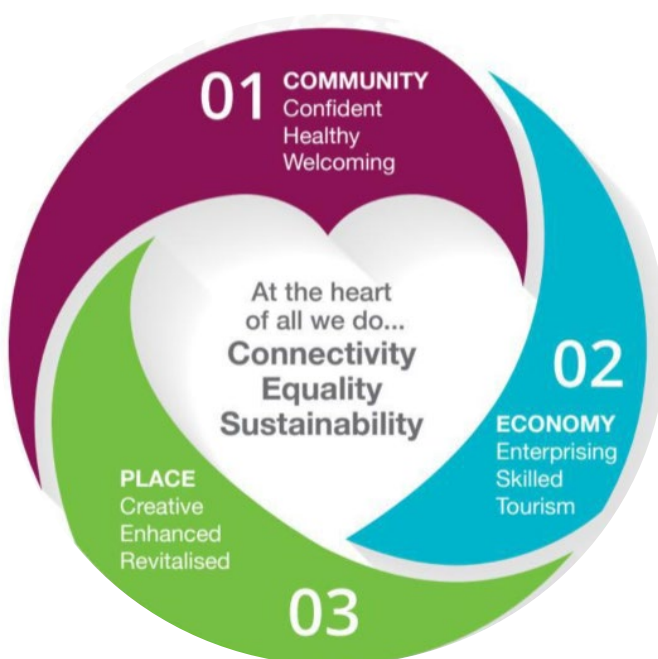 01
COMMUNITY
Confident
Healthy
Welcoming
At the heart
of all we do...
Connectivity
Equality
Sustainability
02
ECONOMY
Enterprising
Skilled
Tourism
PLACE
Creative
Enhanced
Revitalised
03